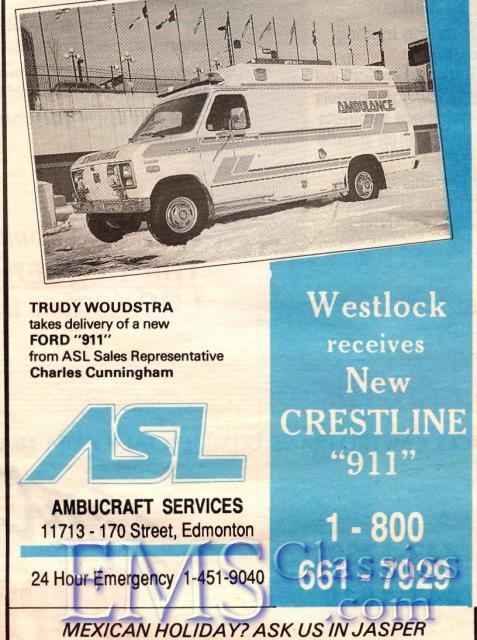 AMBULANCE
TRUDY WOUDSTRA
takes delivery of a new
FORD "911"
from ASL Sales Representative
Charles Cunningham
ASL
AMBUCRAFT SERVICES
11713 - 170 Street, Edmonton
24 Hour Emergency 1-451-9040
Westlock
receives
New
CRESTLINE
"911"
1 - 800
661 - 7929
EMSClassics
.com
MEXICAN HOLIDAY? ASK US IN JASPER